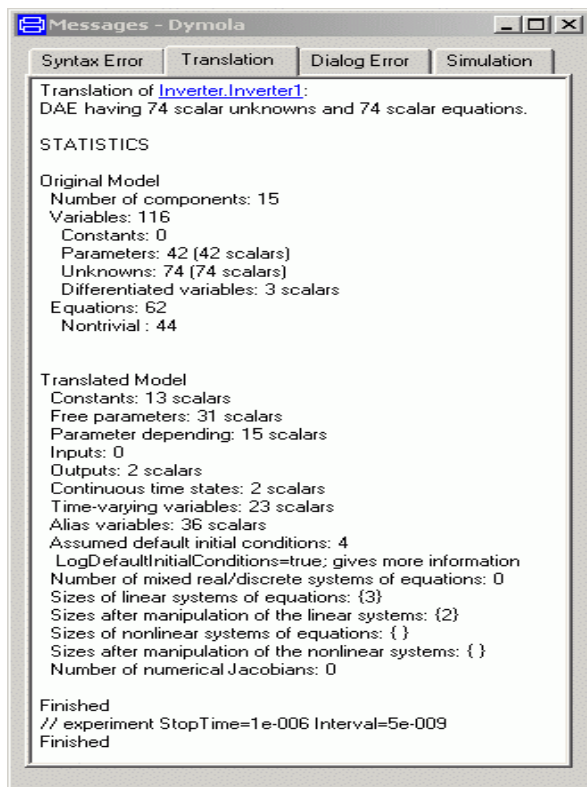 Messages - Dymola
Syntax Error Translation Dialog Error Simulation
Translation of Inverter.Inverter1:
DAE having 74 scalar unknowns and 74 scalar equations.
STATISTICS
Original Model
Number of components: 15
Variables: 116
Constants: 0
Parameters: 42 (42 scalars)
Unknowns: 74 (74 scalars)
Differentiated variables: 3 scalars
Equations: 62
Nontrivial : 44
Translated Model
Constants: 13 scalars
Free parameters: 31 scalars
Parameter depending: 15 scalars
Inputs: 0
Outputs: 2 scalars
Continuous time states: 2 scalars
Time-varying variables: 23 scalars
Alias variables: 36 scalars
Assumed default initial conditions: 4
LogDefaultInitialConditions=true; gives more information
Number of mixed real/discrete systems of equations: 0
Sizes of linear systems of equations: {3}
Sizes after manipulation of the linear systems: {2}
Sizes of nonlinear systems of equations: { }
Sizes after manipulation of the nonlinear systems: { }
Number of numerical Jacobians: 0
Finished
// experiment StopTime=1e-006 Interval=5e-009
Finished